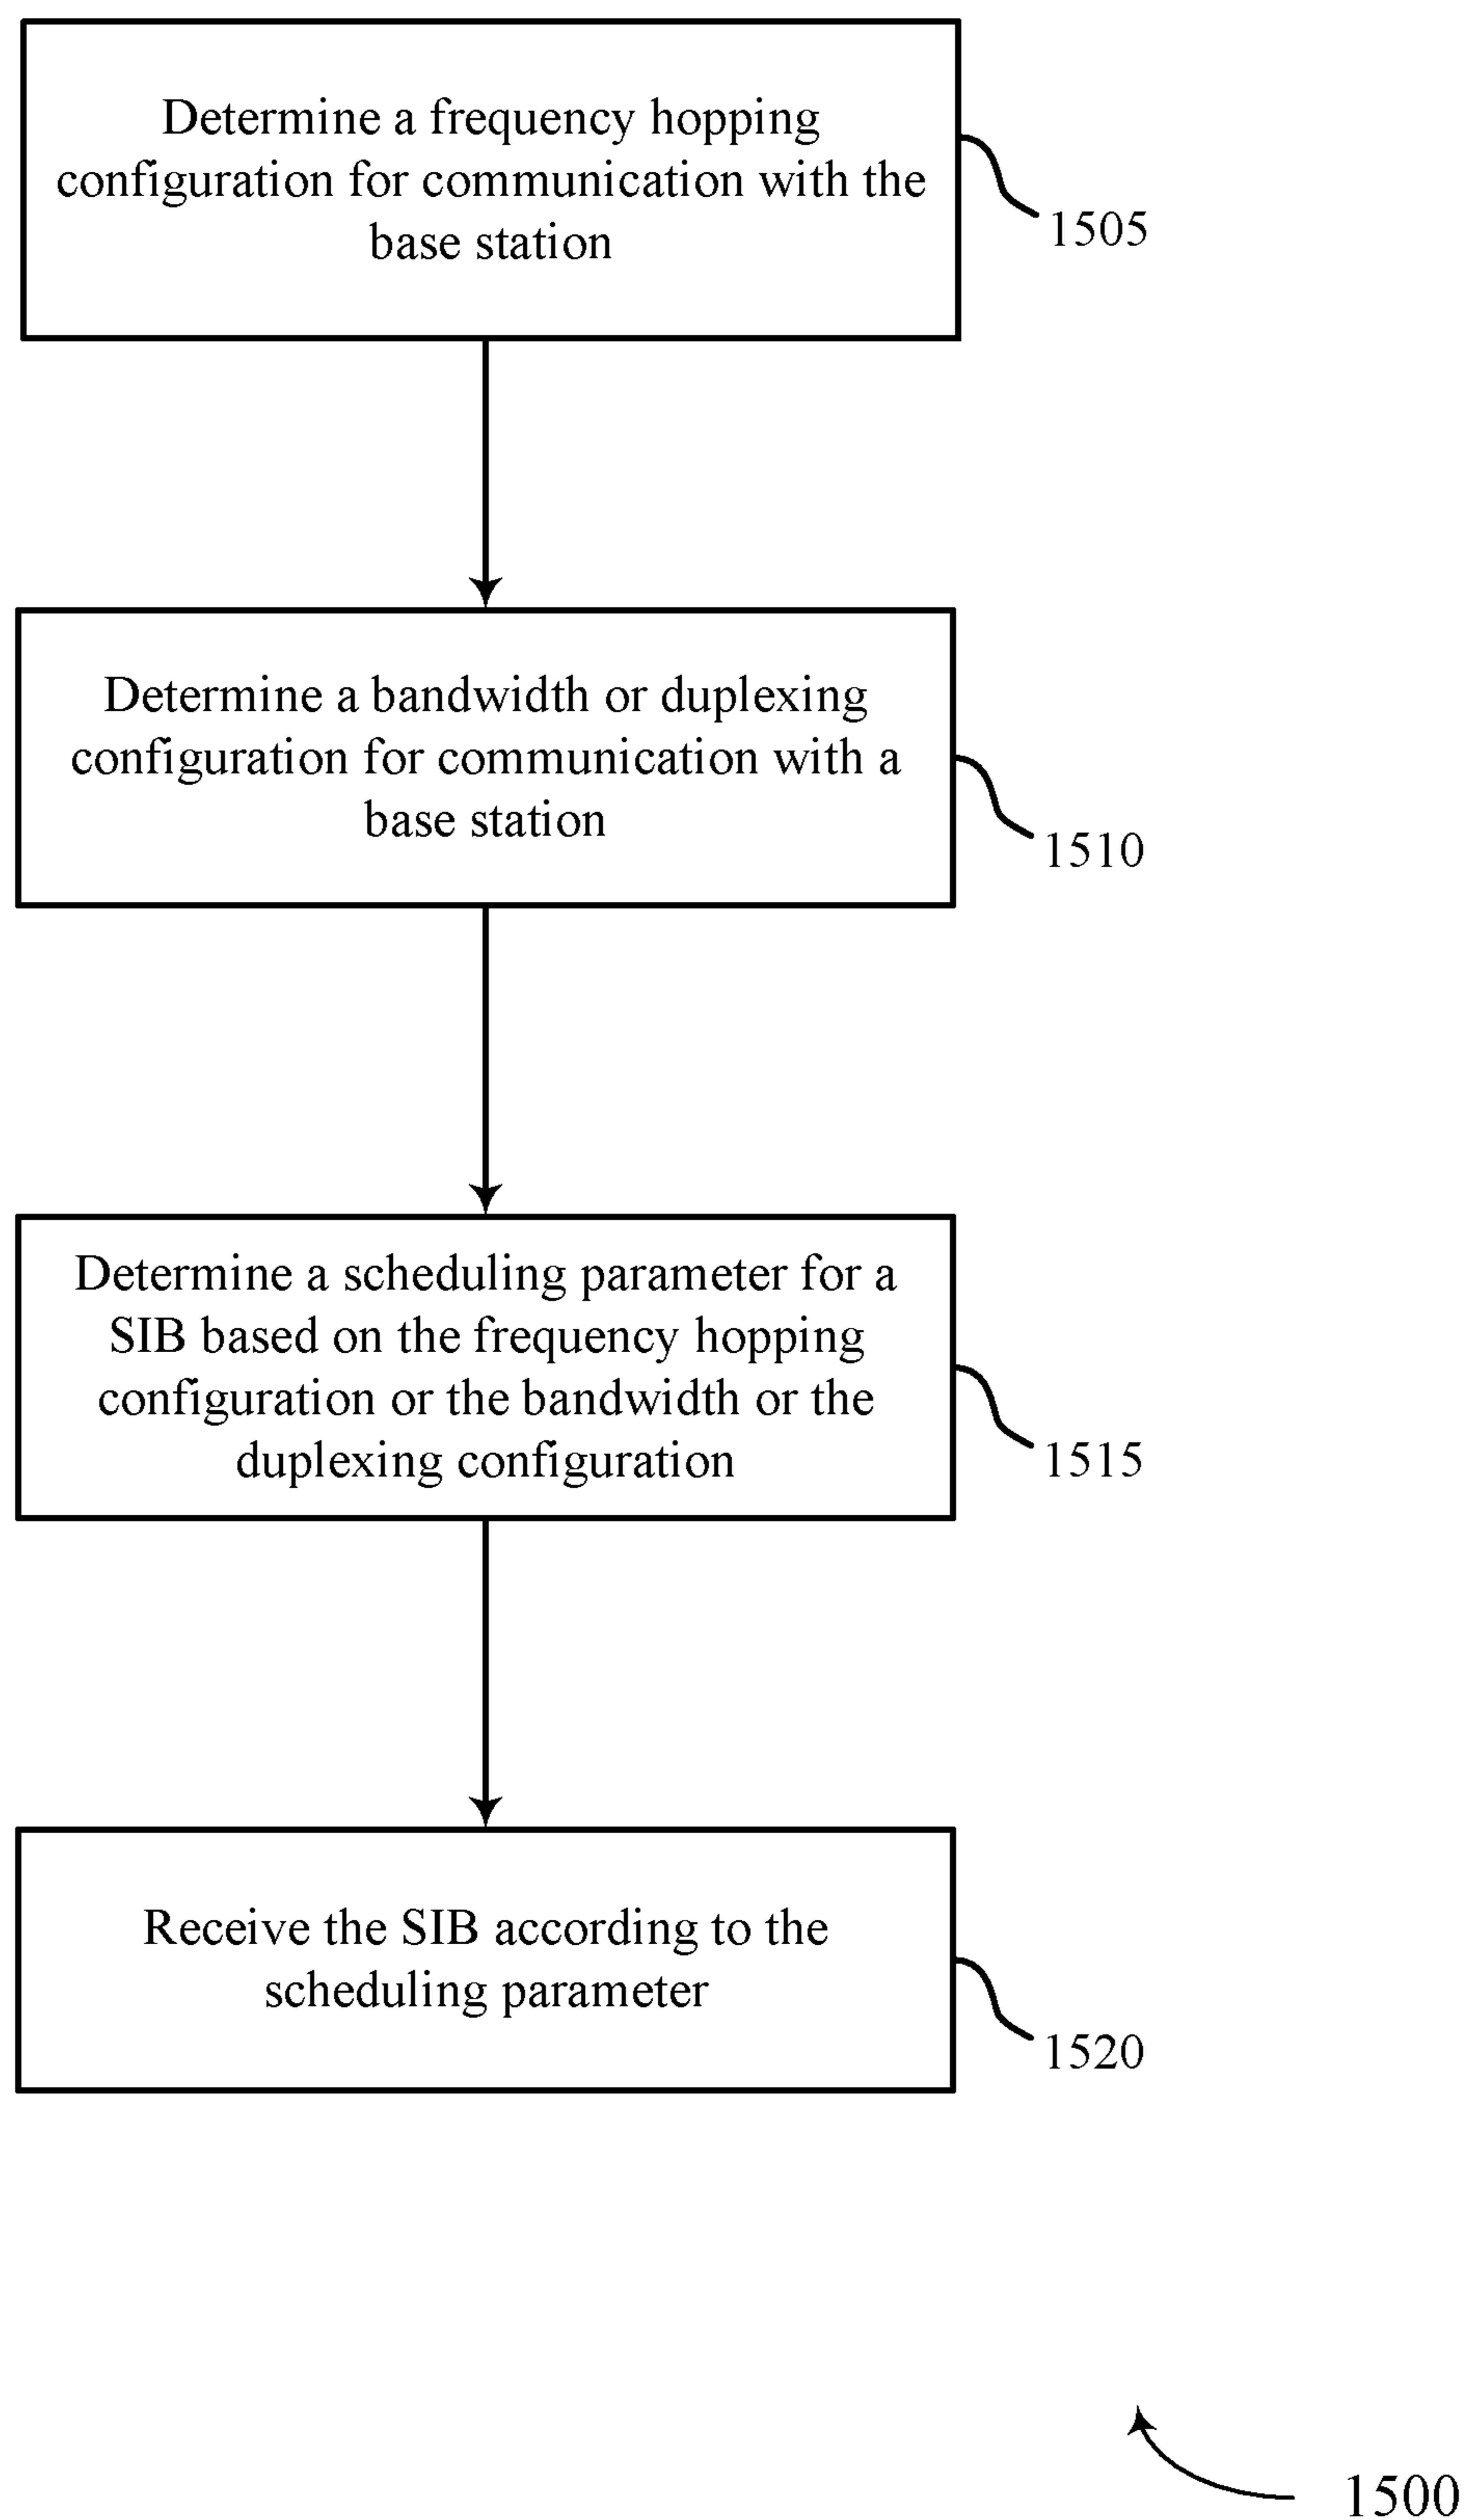 Determine a frequency hopping
configuration for communication with the
base station
1505
Determine a bandwidth or duplexing
configuration for communication with a
base station
1510
Determine a scheduling parameter for a
SIB based on the frequency hopping
configuration or the bandwidth or the
duplexing configuration
1515
Receive the SIB according to the
scheduling parameter
1520
1500